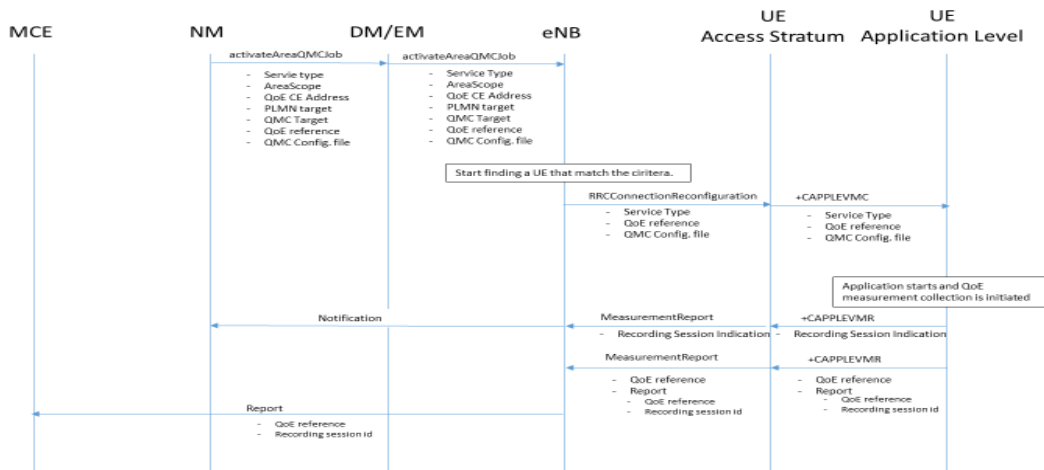 MCE
NM
DM/EM
eNB
UE
Access Stratum
UE
Application Level
activateAreaQMCJob
- Servie type
- AreaScope
- QoE CE Address
- PLMN target
- QMC Target
- QoE reference
- QMC Config. file
activateAreaQMCJob
- Service Type
- AreaScope
- QoE CE Address
- PLMN target
- QMC Target
- QoE reference
- QMC Config. file
Start finding a UE that match the ciritera.
RRCConnectionReconfiguration
- Service Type
- QoE reference
- QMC Config. file
+CAPPLEVMC
- Service Type
- QoE reference
- QMC Config. file
Application starts and QoE
measurement collection is initiated
Notification
MeasurementReport
- Recording Session Indication
+CAPPLEVMR
- Recording Session Indication
MeasurementReport
- QoE reference
- Report
- QoE reference
- Recording session id
+CAPPLEVMR
- QoE reference
- Report
- QoE reference
- Recording session id
Report
- QoE reference
- Recording session id